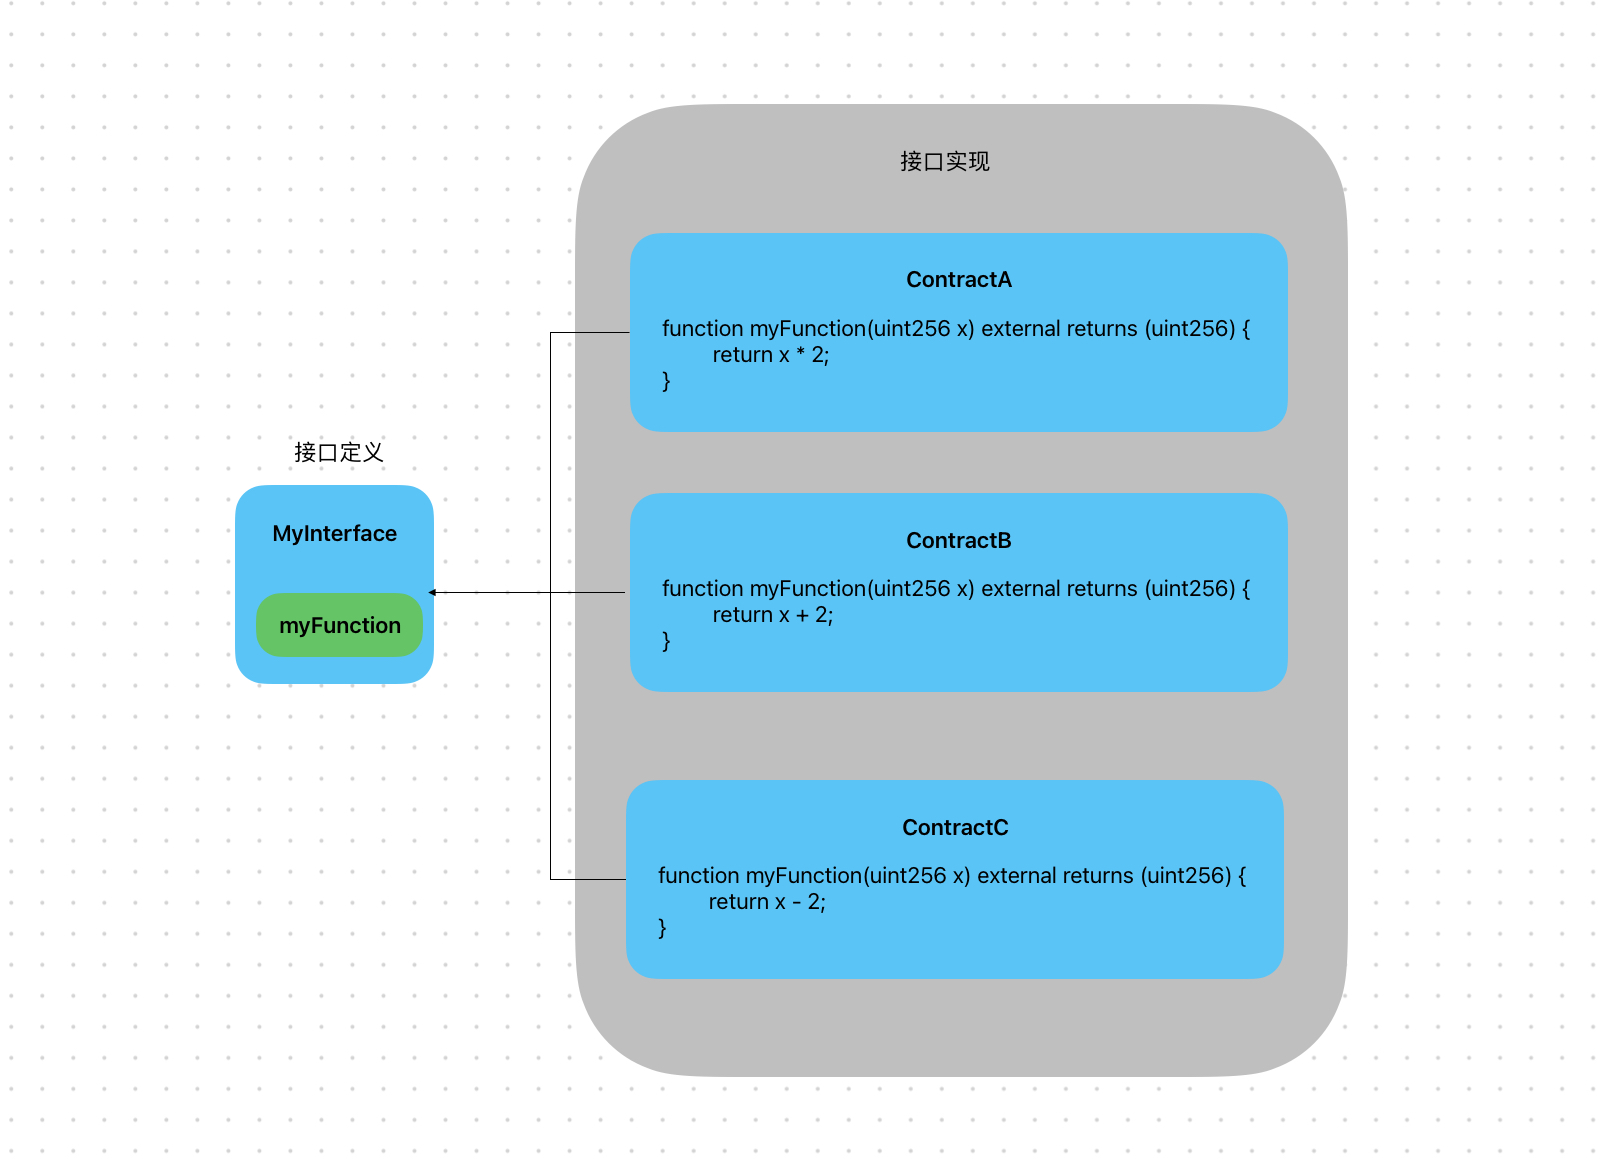 接口定义
MyInterface
myFunction
接口实现
ContractA
function myFunction(uint256 x) external returns (uint256) {
return x * 2;
}
ContractB
function myFunction(uint256 x) external returns (uint256) {
return x + 2;
}
ContractC
function myFunction(uint256 x) external returns (uint256) {
return x - 2;
}